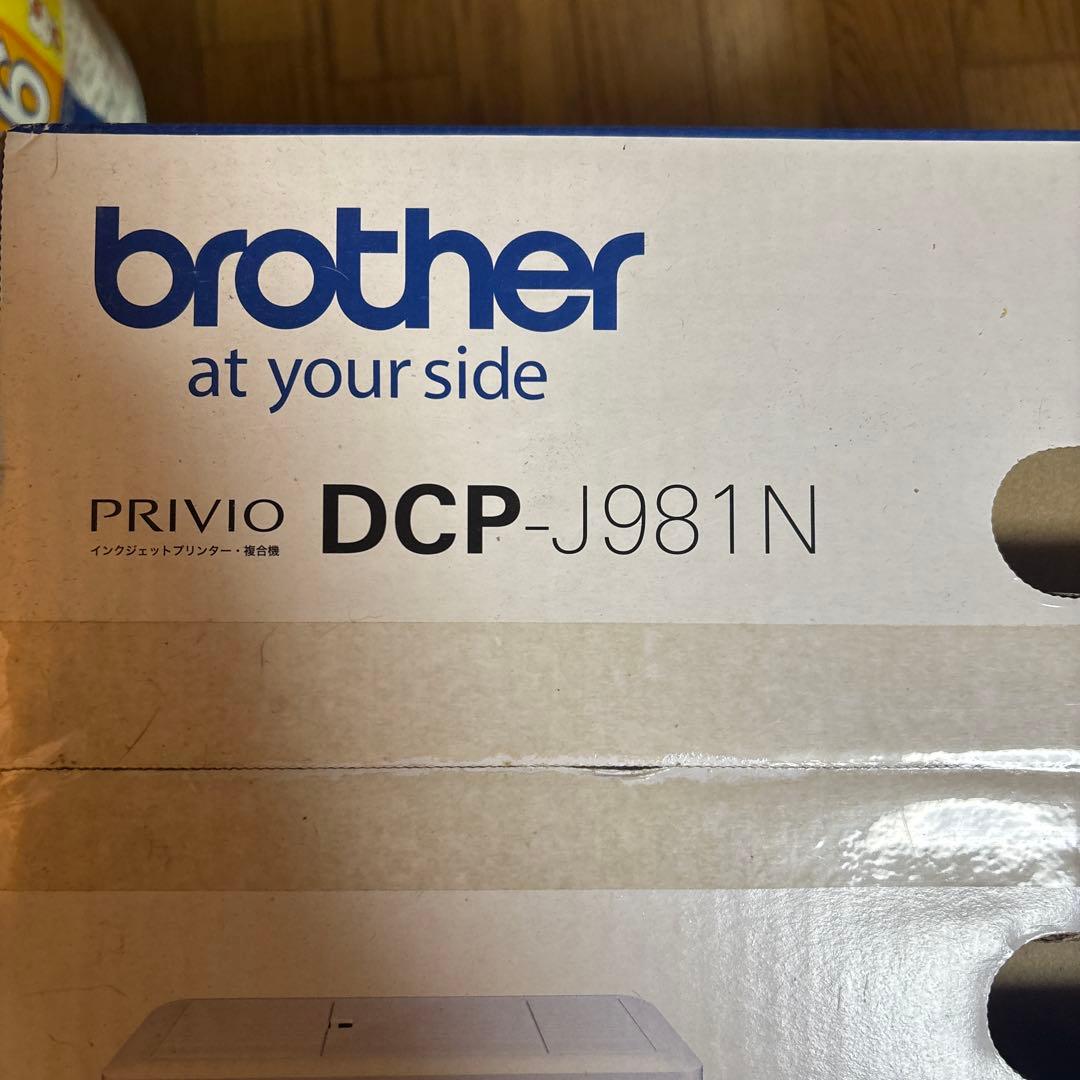 6
brother
at your side
PRIVIO DCP-J981N
インクジェットプリンター・複合機